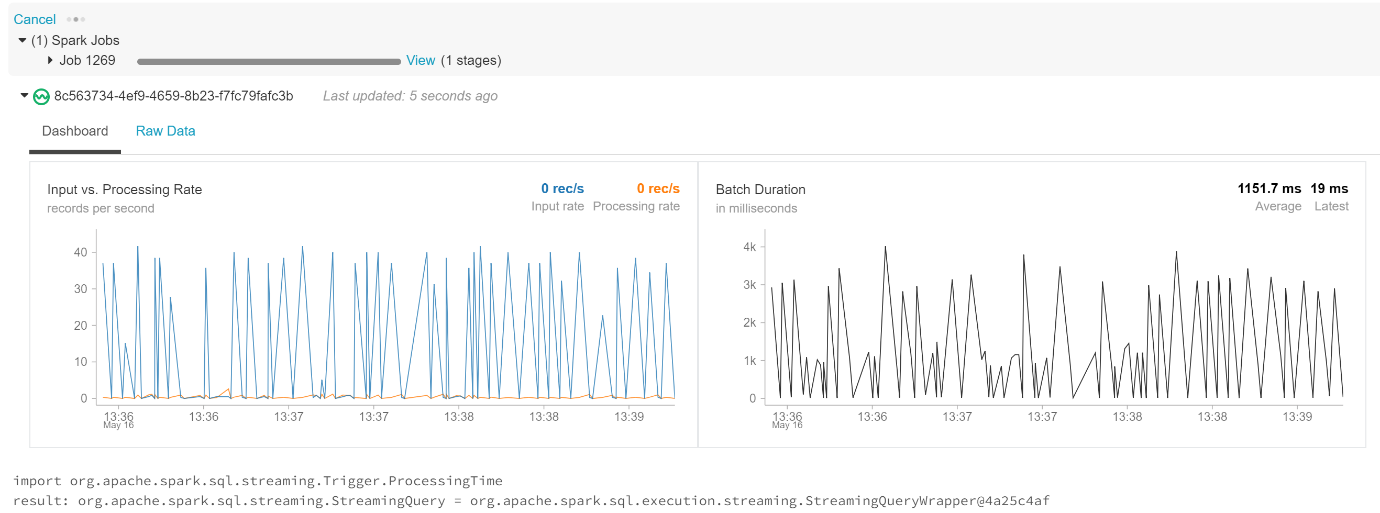 Cancel
(1) Spark Jobs
Job 1269 View (1 stages)
8c563734-4ef9-4659-8b23-f7fc79fafc3b Last updated: 5 seconds ago
Dashboard Raw Data
Input vs. Processing Rate 0 rec/s 0 rec/s
records per second Input rate Processing rate
40
30
20
10
0
13:36 13:36 13:37 13:37 13:38 13:38 13:39
May 16
Batch Duration 1151.7 ms 19 ms
in milliseconds Average Latest
4k
3k
2k
1k
0
13:36 13:36 13:37 13:37 13:38 13:38 13:39
May 16
import org.apache.spark.sql.streaming.Trigger.ProcessingTime
result: org.apache.spark.sql.streaming.StreamingQuery = org.apache.spark.sql.execution.streaming.StreamingQueryWrapper@4a25c4af